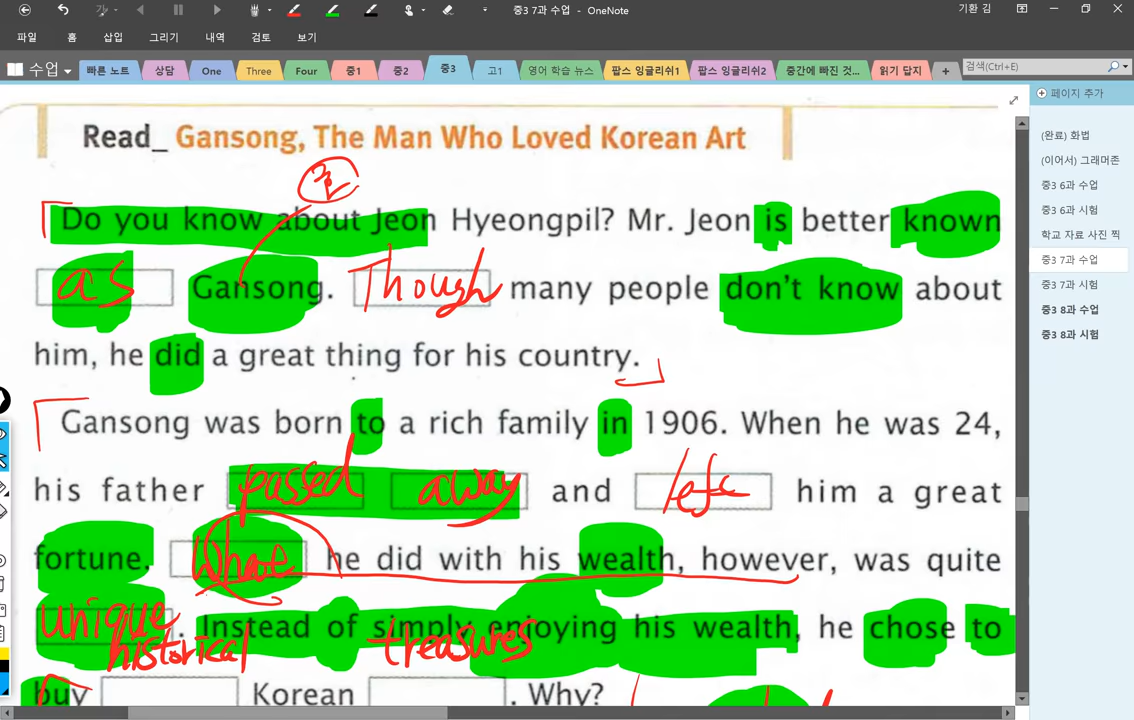 중3 7과 수업 - OneNote
기환 김
파일 홈 삽입 그리기 내역 검토 보기
수업 빠른 노트 상담 One Three Four 중1 중2 중3 고1 영어 학습 뉴스 팝스 잉글리쉬1 팝스 잉글리쉬2 중간에 빠진 것... 읽기 답지 + 검색(Ctrl+E)
페이지 추가
(완료) 화법
(이어서) 그래머존
중3 6과 수업
중3 6과 시험
학교 자료 사진 찍
중3 7과 수업
중3 7과 시험
중3 8과 수업
중3 8과 시험
Read_ Gansong, The Man Who Loved Korean Art
Do you know about Jeon Hyeongpil? Mr. Jeon is better known
as Gansong. Though many people don't know about
him, he did a great thing for his country.
Gansong was born to a rich family in 1906. When he was 24,
his father passed away and left him a great
fortune. What he did with his wealth, however, was quite
unique. Instead of simply enjoying his wealth, he chose to
historical treasures
buy Korean . Why?